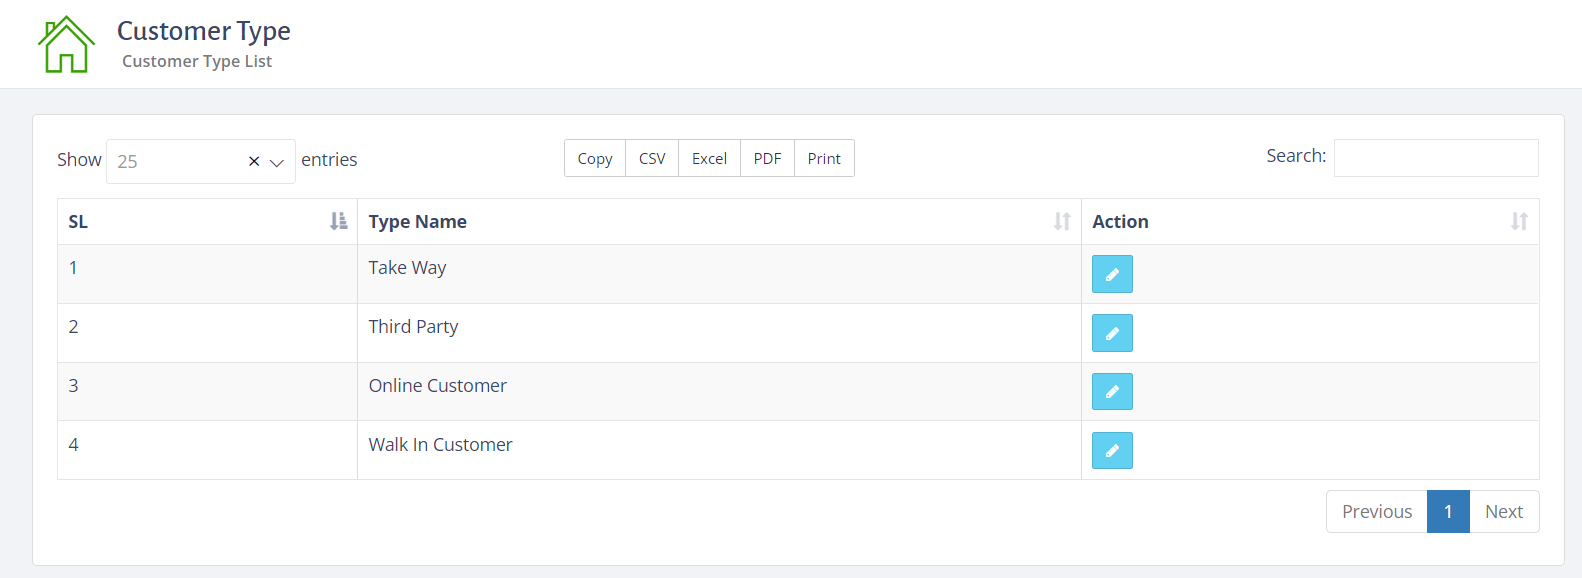 Customer Type
Customer Type List
Show 25 entries Copy CSV Excel PDF Print Search:
SL Type Name Action
1 Take Way
2 Third Party
3 Online Customer
4 Walk In Customer
Previous 1 Next